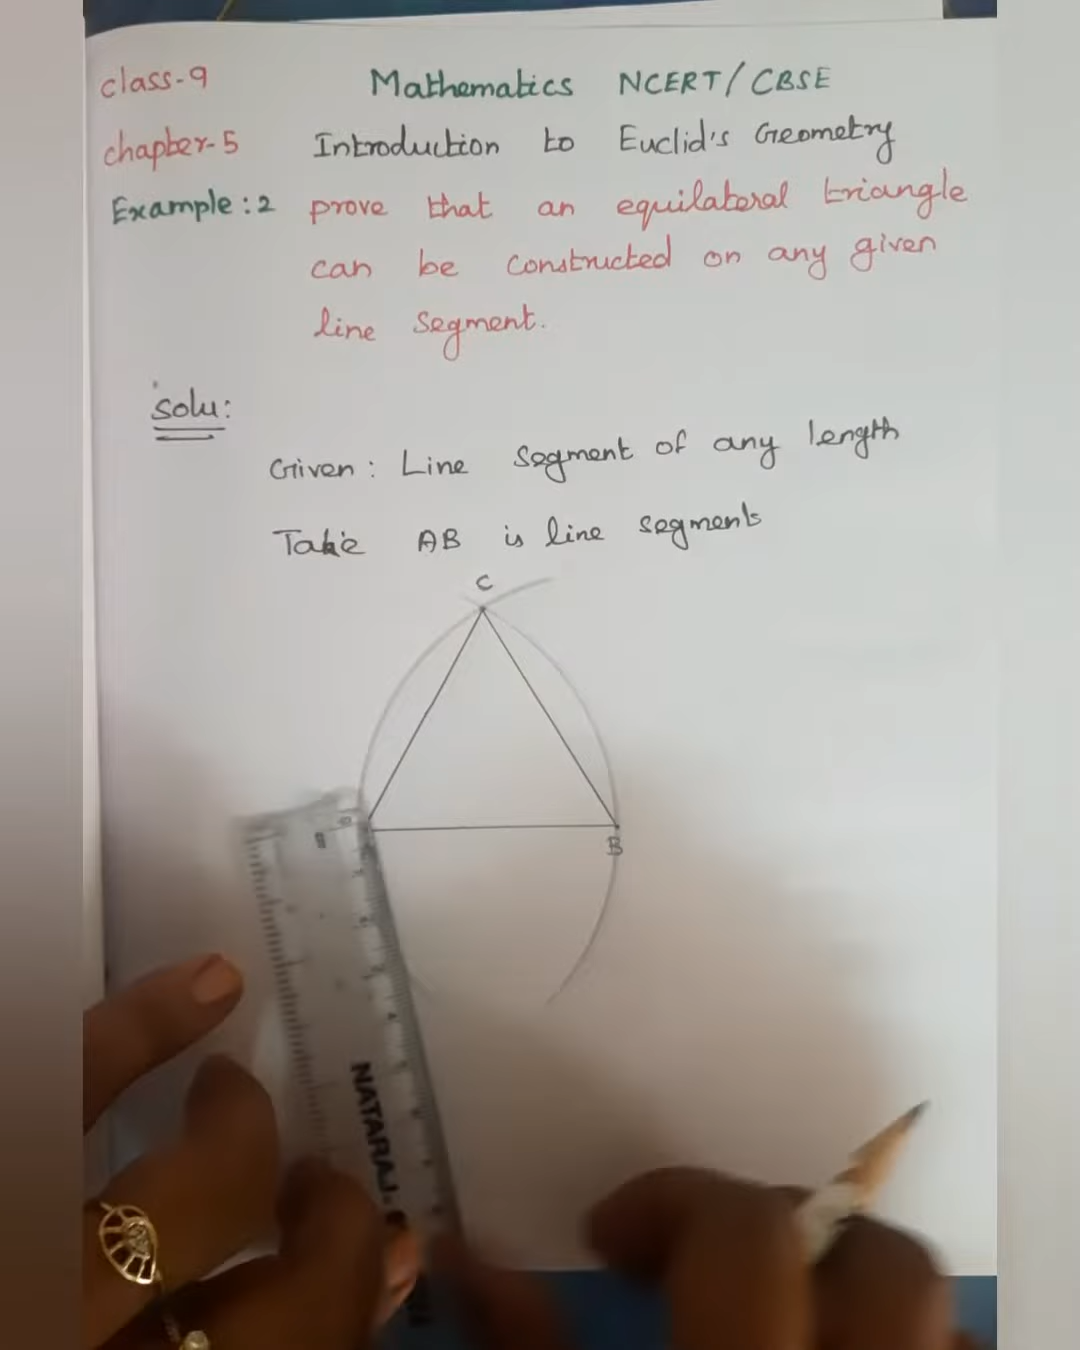 class-9 Mathematics NCERT/CBSE
chapter-5 Introduction to Euclid's Geometry
Example:2 prove that an equilateral triangle
can be constructed on any given
line segment.
Solu:
Given: Line segment of any length
Take AB is line segments
C
B
NATARAJ